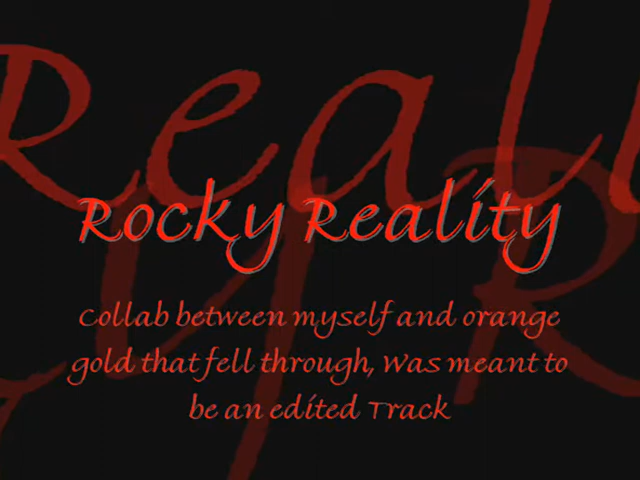 Rocky Reality
Collab between myself and orange
gold that fell through, Was meant to
be an edited Track